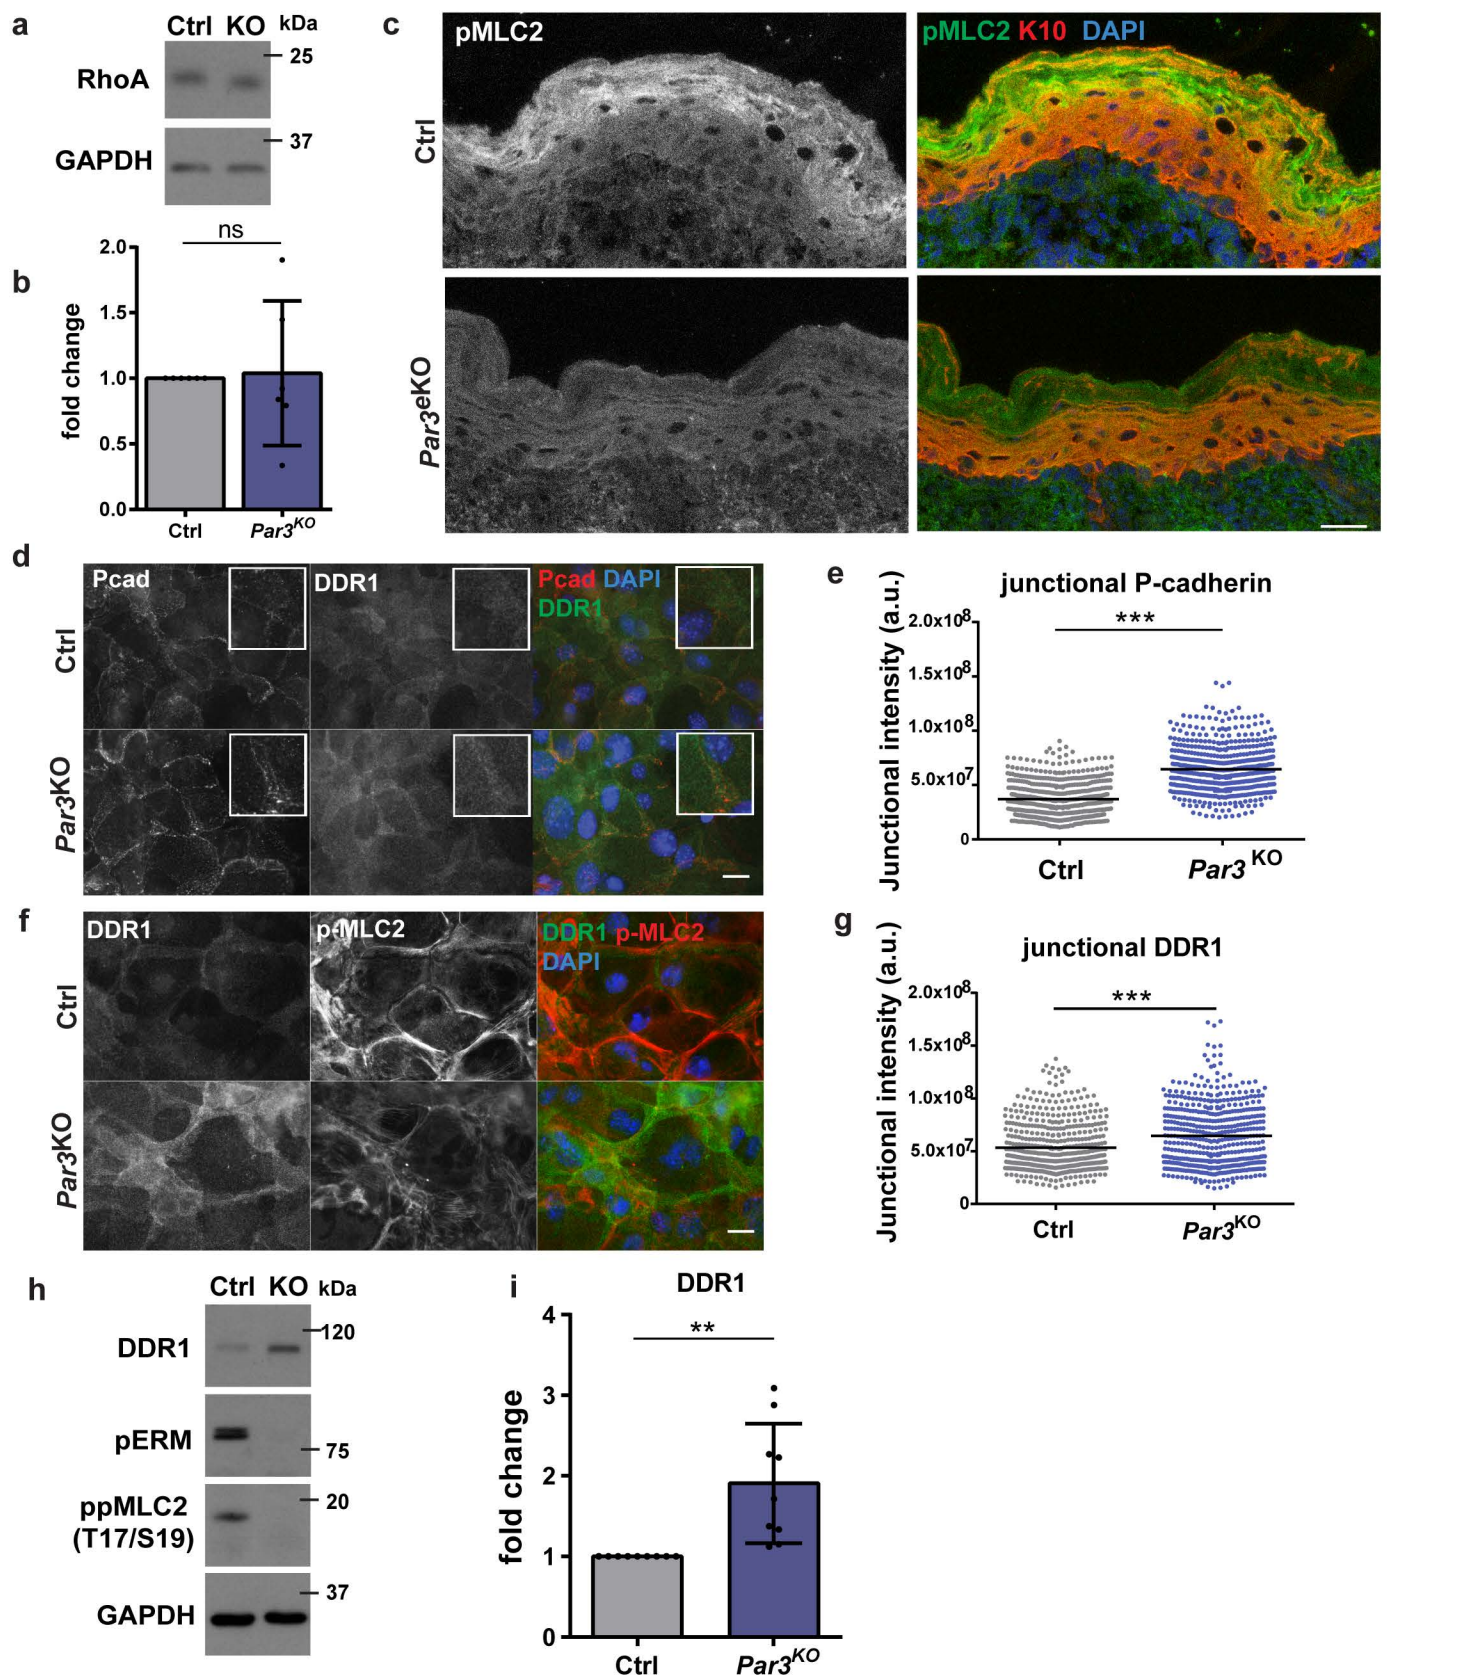 a
Ctrl KO kDa
25
RhoA
37
GAPDH
b
ns
2.0
1.5
1.0
0.5
0.0
fold change
Ctrl Par3KO
c
pMLC2
pMLC2 K10 DAPI
Ctrl
Par3eKO
d
Pcad DDR1 Pcad DAPI
DDR1
Ctrl
Par3KO
e
junctional P-cadherin
***
Junctional intensity (a.u.)
2.0x108
1.5x108
1.0x108
5.0x107
0
Ctrl Par3 KO
f
DDR1 p-MLC2 DDR1 p-MLC2
DAPI
Ctrl
Par3KO
g
junctional DDR1
***
Junctional intensity (a.u.)
2.0x108
1.5x108
1.0x108
5.0x107
0
Ctrl Par3KO
h
Ctrl KO kDa
120
DDR1
pERM
75
ppMLC2
(T17/S19)
20
37
GAPDH
i
DDR1
**
4
3
2
1
0
fold change
Ctrl Par3KO